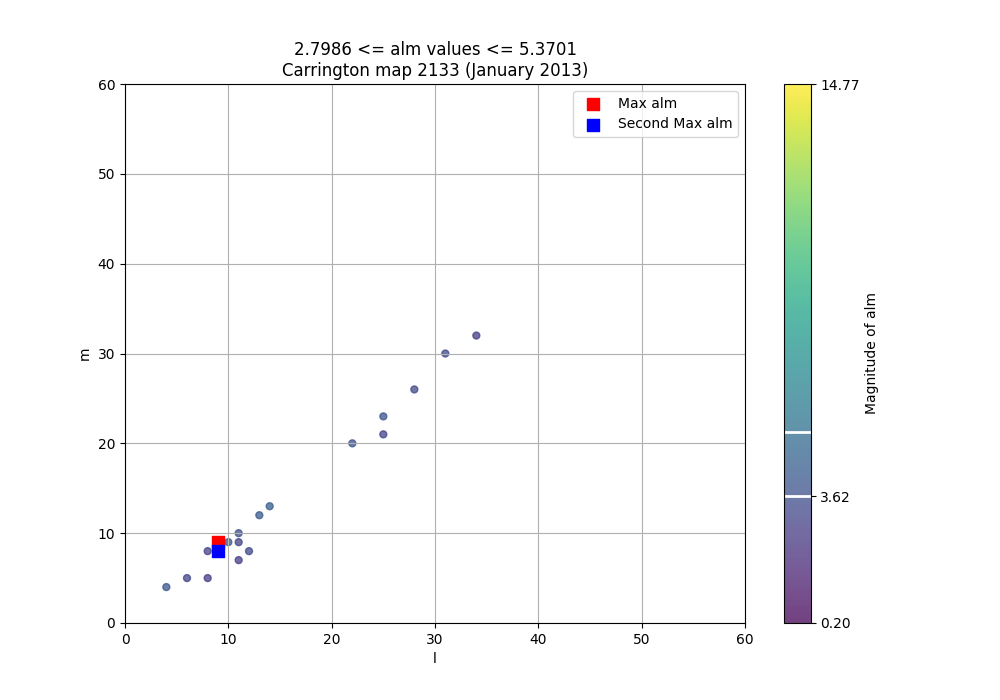 2.7986 <= alm values <= 5.3701
Carrington map 2133 (January 2013)
Max alm
Second Max alm
60
50
40
30
20
10
0
m
0 10 20 30 40 50 60
l
14.77
3.62
0.20
Magnitude of alm